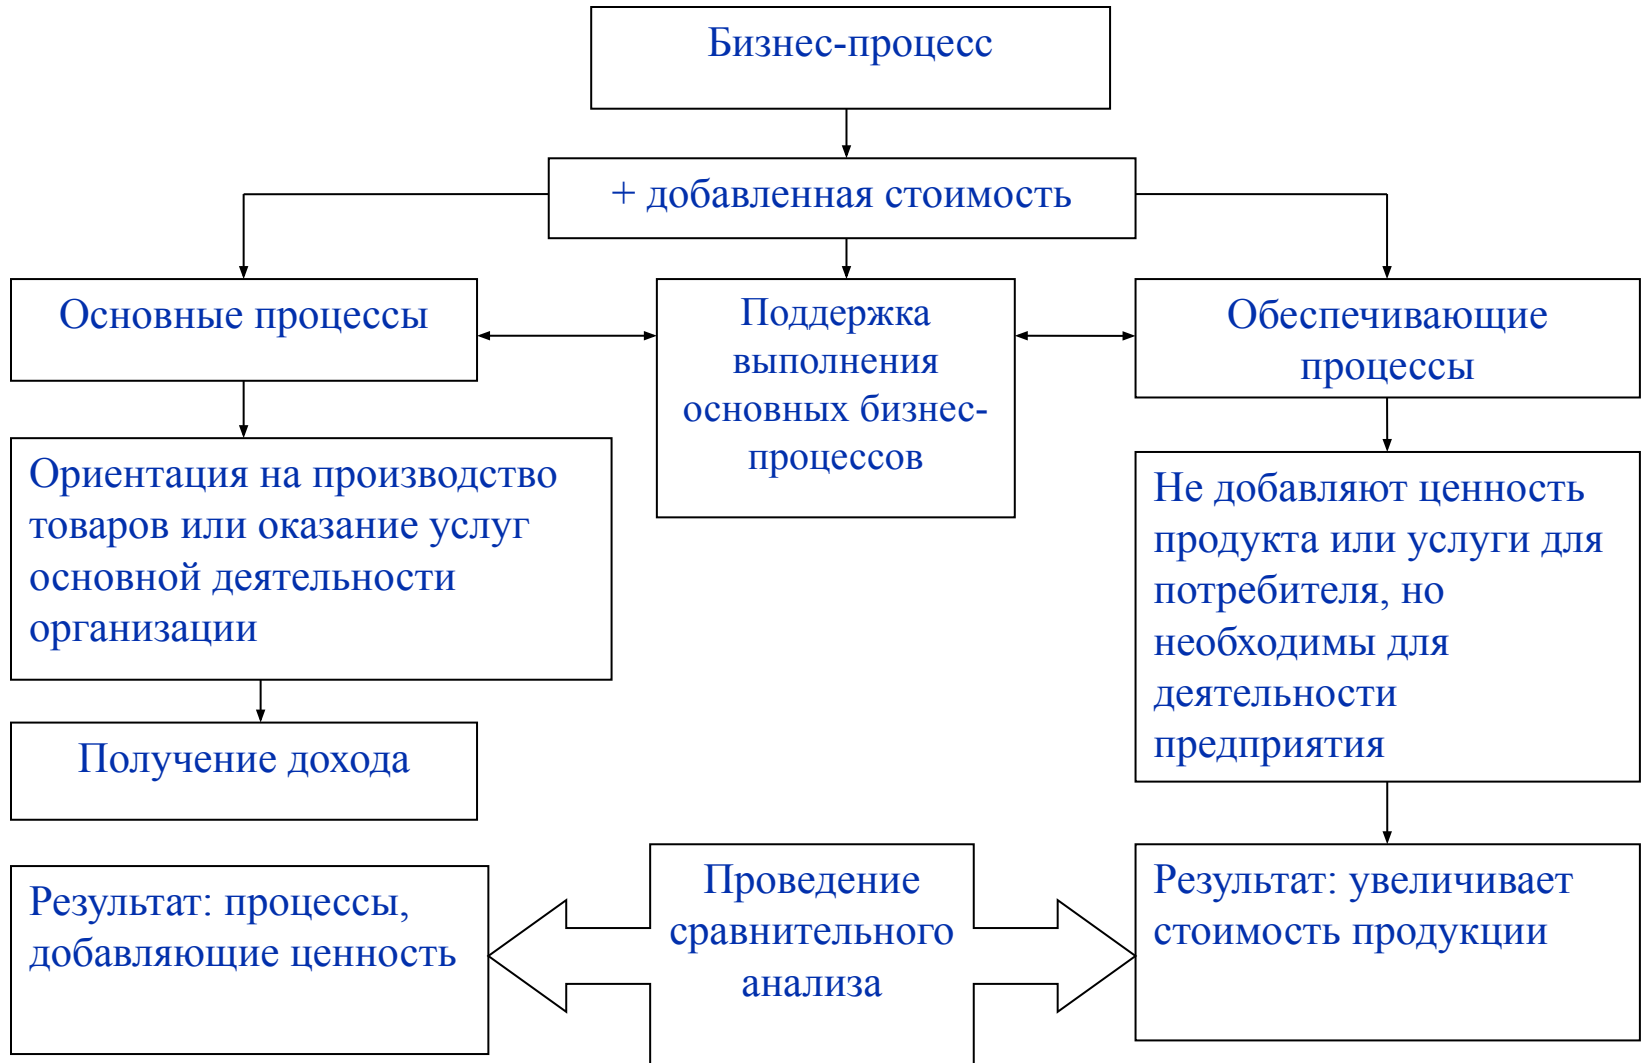 Бизнес-процесс
+ добавленная стоимость
Основные процессы
Поддержка
выполнения
основных бизнес-
процессов
Обеспечивающие
процессы
Ориентация на производство
товаров или оказание услуг
основной деятельности
организации
Не добавляют ценность
продукта или услуги для
потребителя, но
необходимы для
деятельности
предприятия
Получение дохода
Результат: процессы,
добавляющие ценность
Проведение
сравнительного
анализа
Результат: увеличивает
стоимость продукции